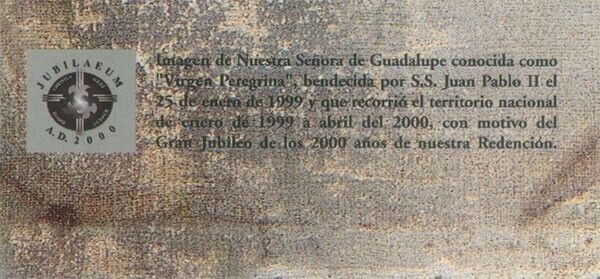 JUBILAEUM
A.D. 2000
Imagen de Nuestra Señora de Guadalupe conocida como
"Virgen Peregrina", bendecida por S.S. Juan Pablo II el
25 de enero de 1999 y que recorrió el territorio nacional
de enero de 1999 a abril del 2000, con motivo del
Gran Jubileo de los 2000 años de nuestra Redención.